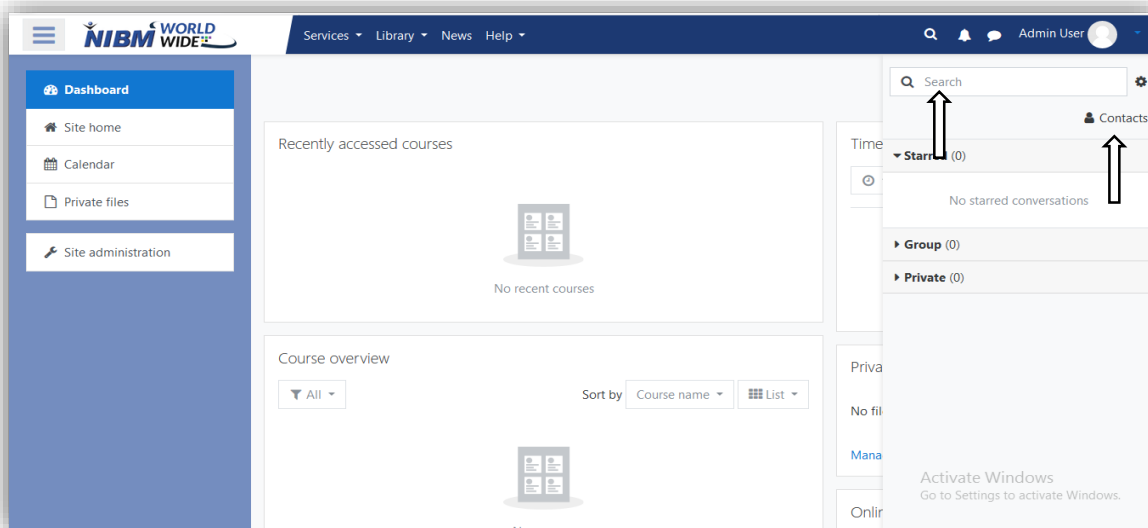 NIBM WORLD WIDE
Services Library News Help
Admin User
Dashboard
Site home
Calendar
Private files
Site administration
Recently accessed courses
No recent courses
Course overview
All
Sort by Course name List
Time
Priva
No fil
Mana
Onlin
Search
Contacts
Starred (0)
No starred conversations
Group (0)
Private (0)
Activate Windows
Go to Settings to activate Windows.